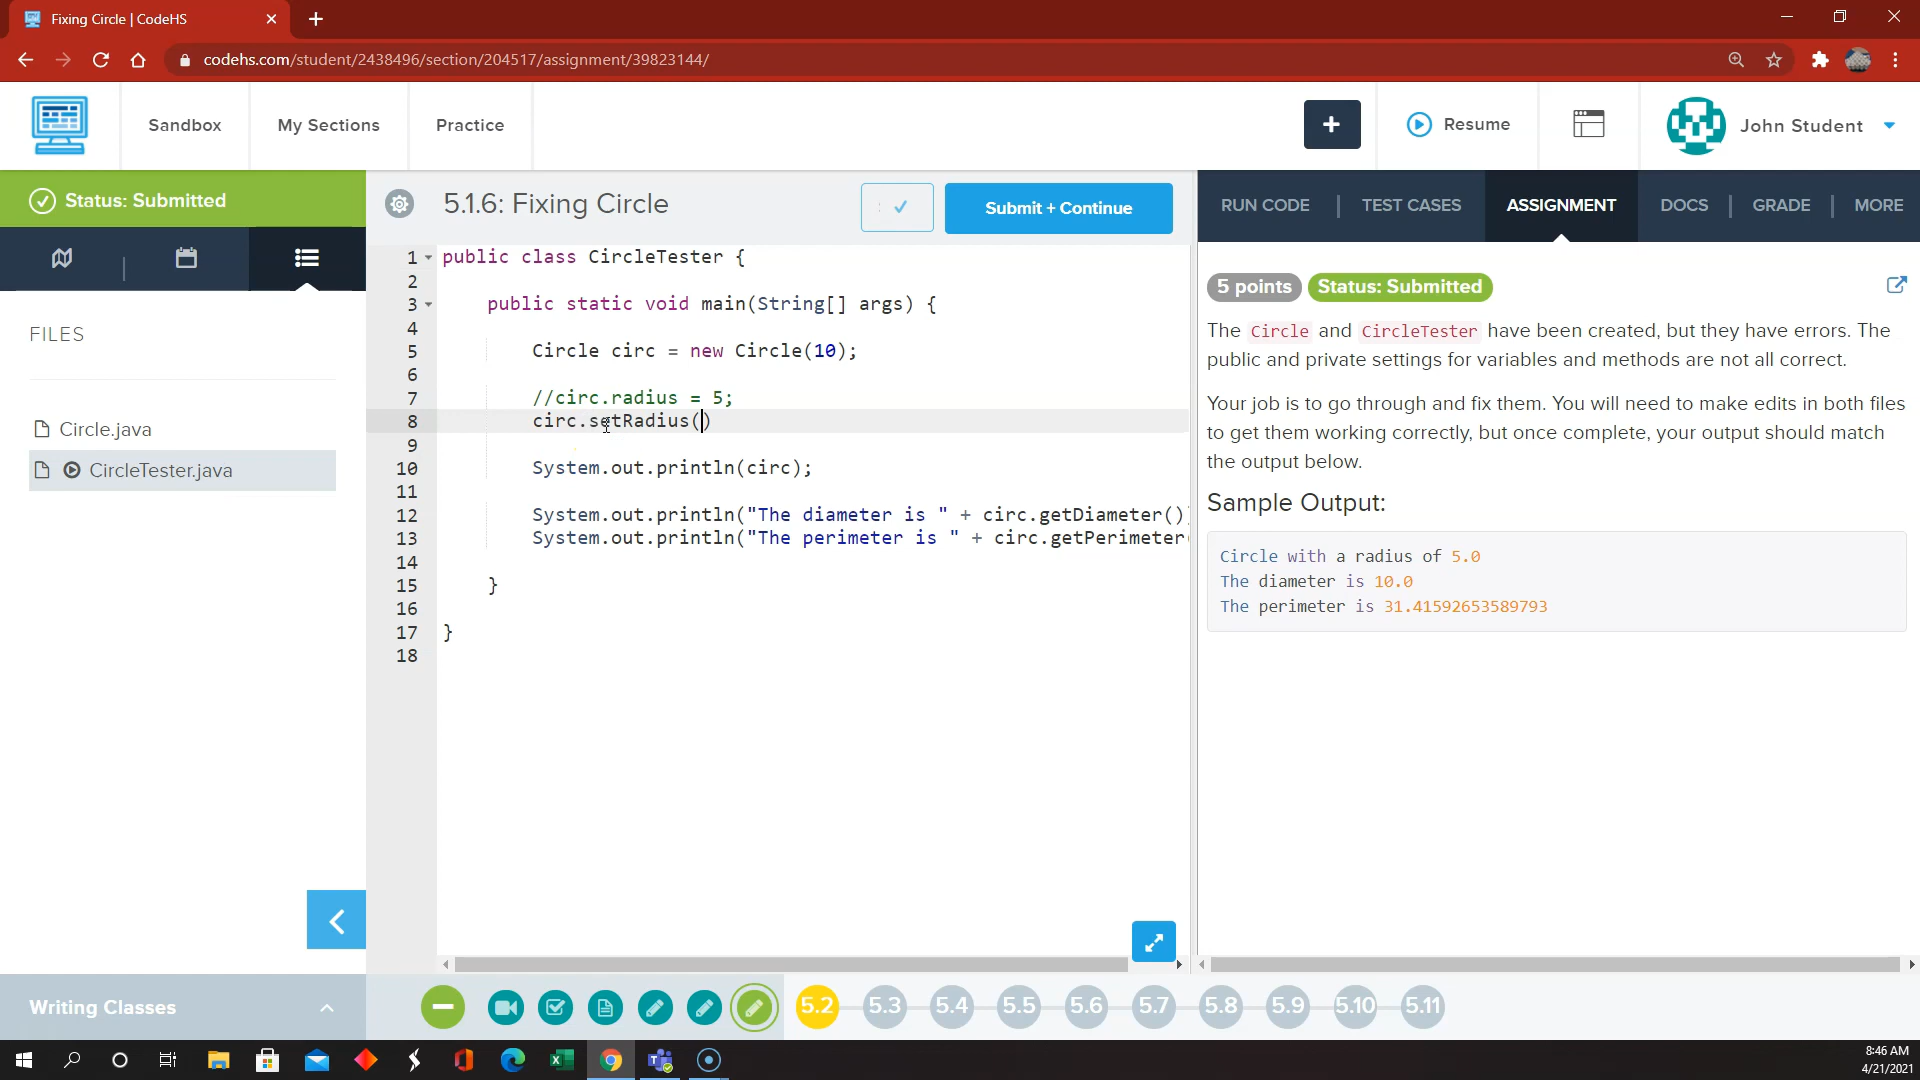 Fixing Circle | CodeHS
codehs.com/student/2438496/section/204517/assignment/39823144/
Sandbox
My Sections
Practice
+
Resume
John Student
Status: Submitted
5.1.6: Fixing Circle
Submit + Continue
RUN CODE
TEST CASES
ASSIGNMENT
DOCS
GRADE
MORE
FILES
Circle.java
CircleTester.java
1 public class CircleTester {
2
3 public static void main(String[] args) {
4
5 Circle circ = new Circle(10);
6
7 //circ.radius = 5;
8 circ.setRadius()
9
10 System.out.println(circ);
11
12 System.out.println("The diameter is " + circ.getDiameter()
13 System.out.println("The perimeter is " + circ.getPerimeter
14
15 }
16
17 }
18
5 points Status: Submitted
The Circle and CircleTester have been created, but they have errors. The
public and private settings for variables and methods are not all correct.
Your job is to go through and fix them. You will need to make edits in both files
to get them working correctly, but once complete, your output should match
the output below.
Sample Output:
Circle with a radius of 5.0
The diameter is 10.0
The perimeter is 31.41592653589793
Writing Classes
5.2
5.3
5.4
5.5
5.6
5.7
5.8
5.9
5.10
5.11
8:46 AM
4/21/2021